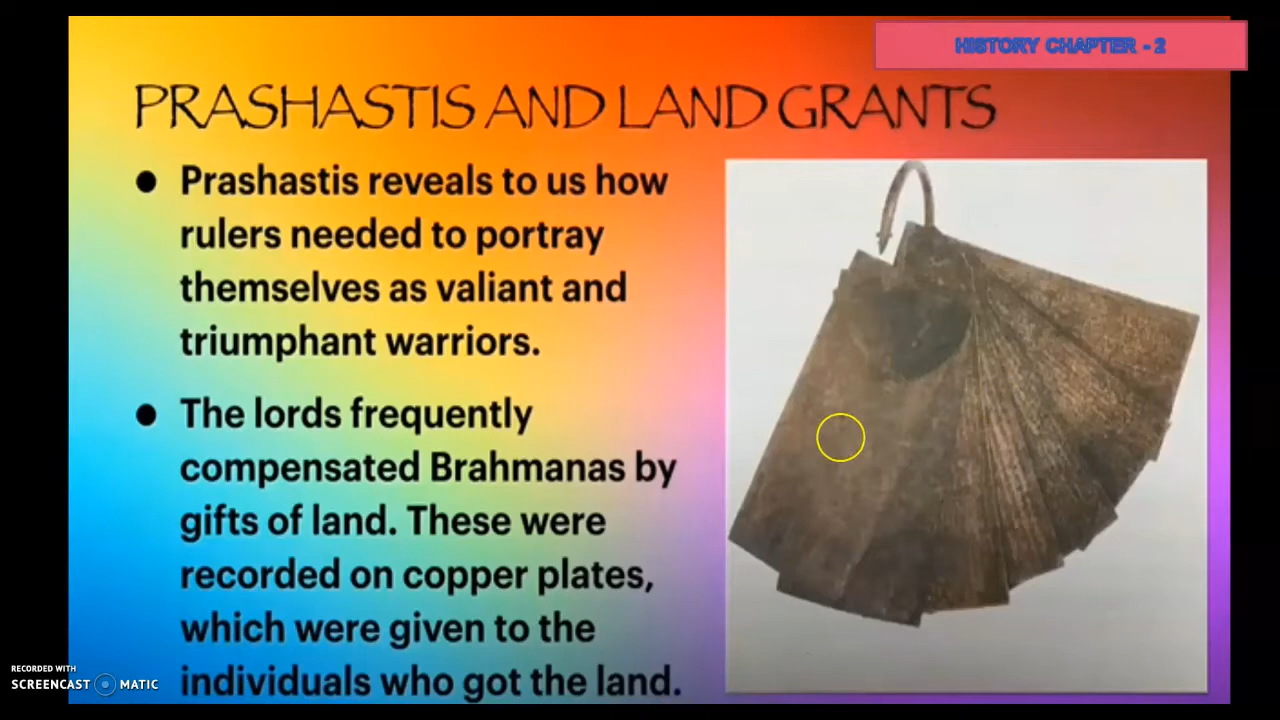 HISTORY CHAPTER - 2
PRASHASTIS AND LAND GRANTS
● Prashastis reveals to us how
rulers needed to portray
themselves as valiant and
triumphant warriors.
● The lords frequently
compensated Brahmanas by
gifts of land. These were
recorded on copper plates,
which were given to the
individuals who got the land.
RECORDED WITH
SCREENCAST MATIC